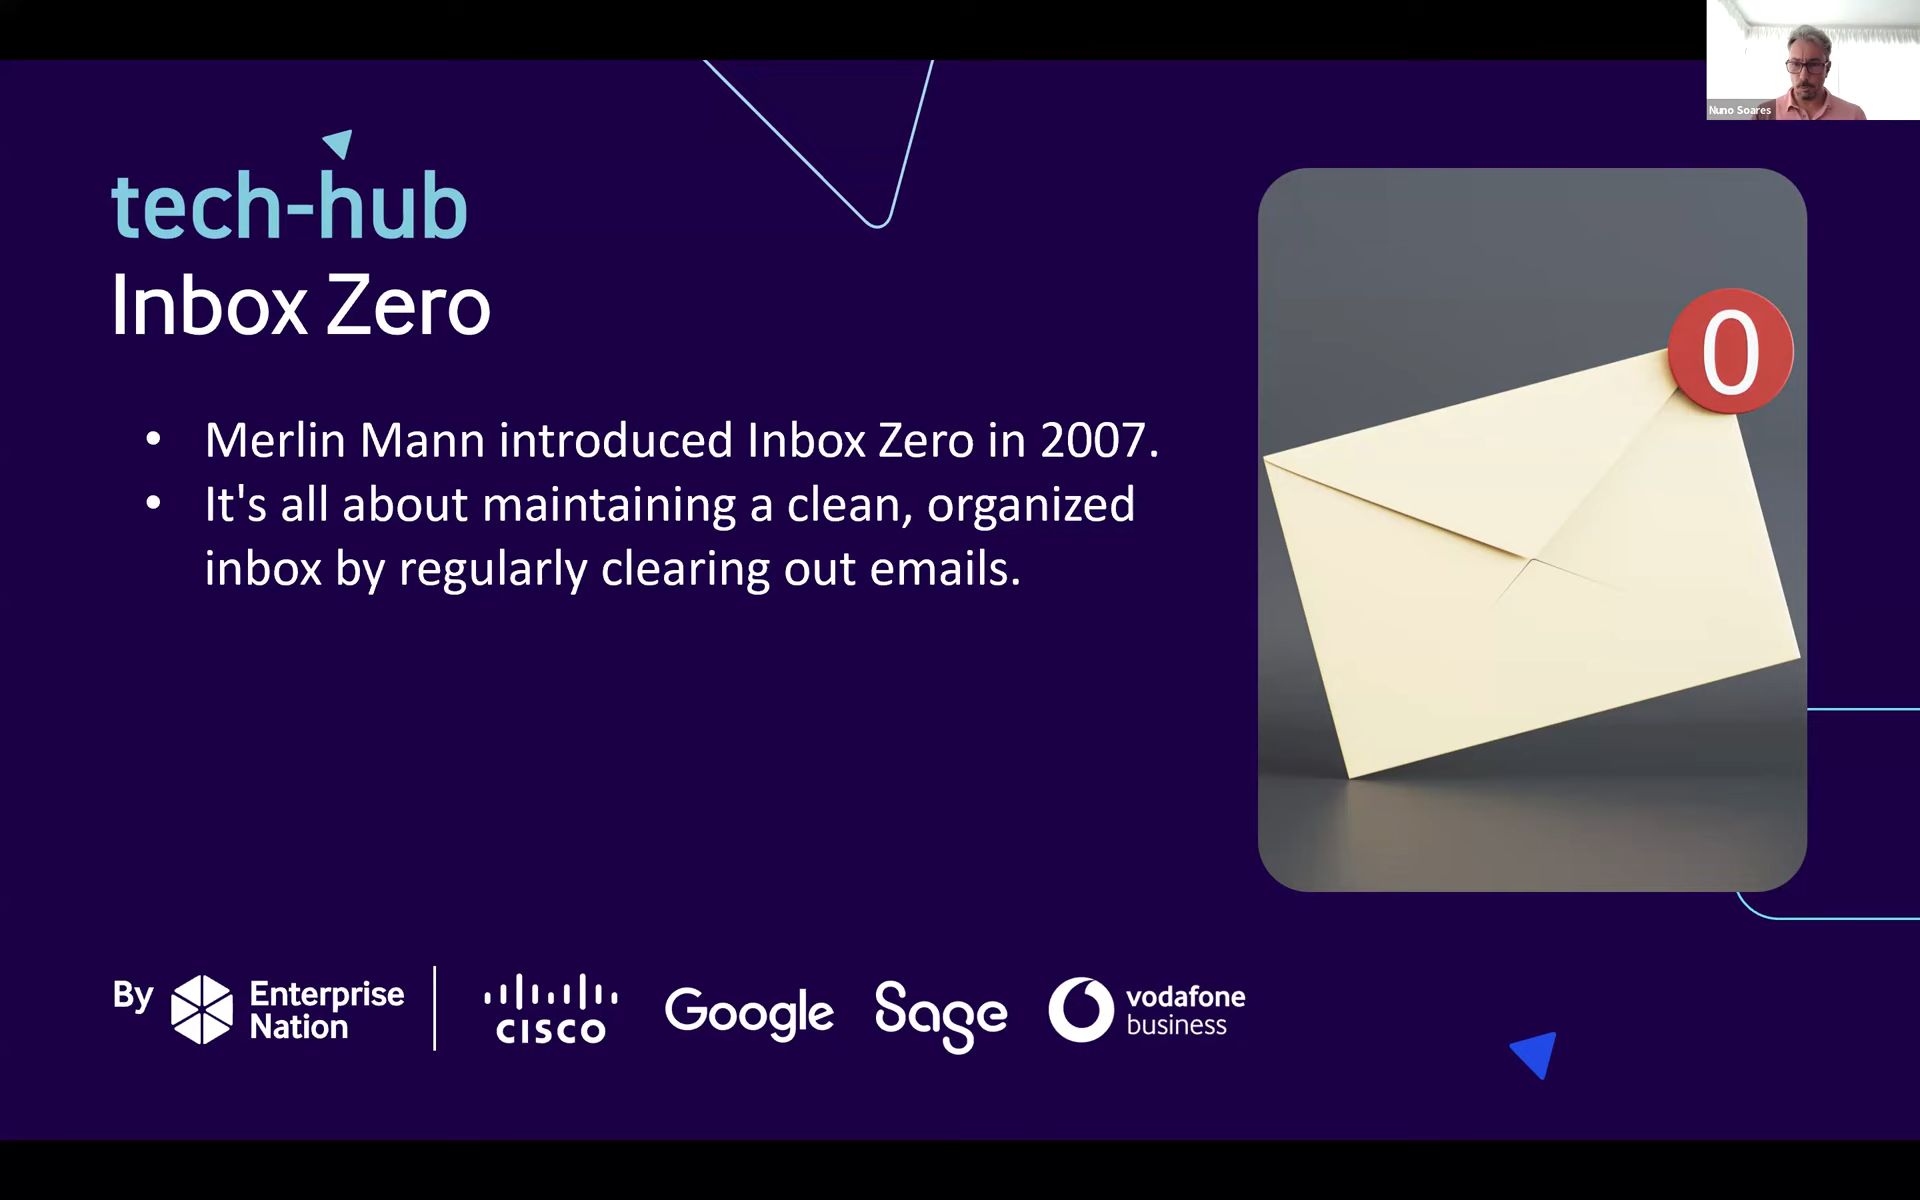 Nuno Soares
tech-hub
Inbox Zero
0
• Merlin Mann introduced Inbox Zero in 2007.
• It's all about maintaining a clean, organized
inbox by regularly clearing out emails.
By Enterprise Nation
cisco
Google
Sage
vodafone business